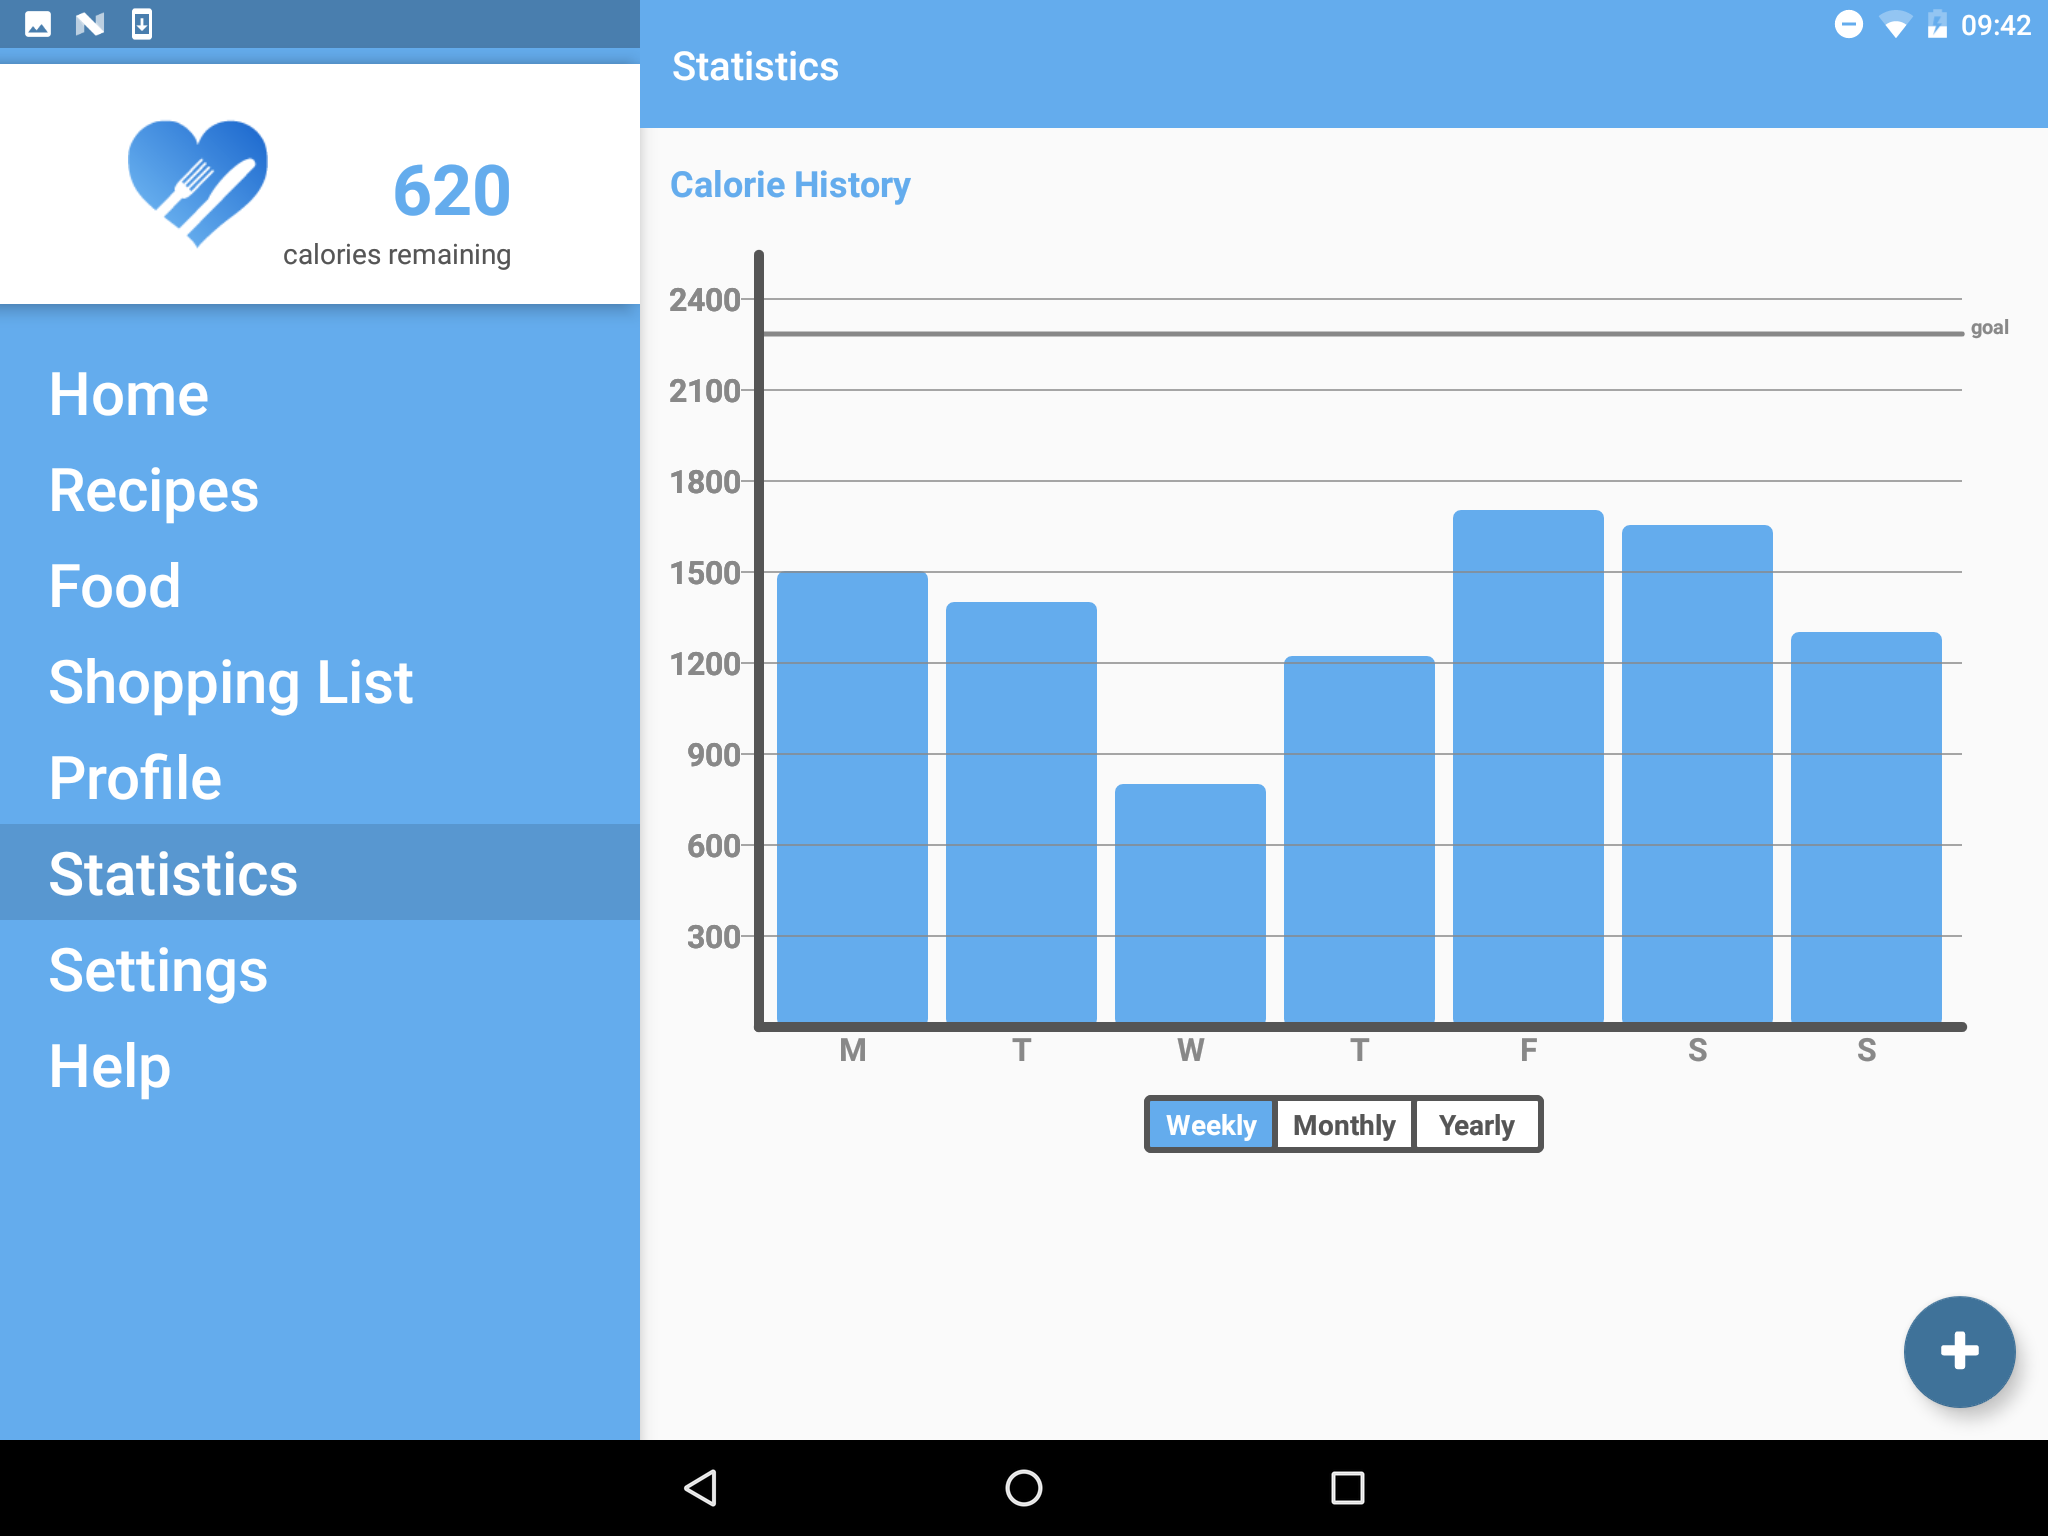 09:42
620
calories remaining
Home
Recipes
Food
Shopping List
Profile
Statistics
Settings
Help
Statistics
Calorie History
2400
goal
2100
1800
1500
1200
900
600
300
M T W T F S S
Weekly Monthly Yearly